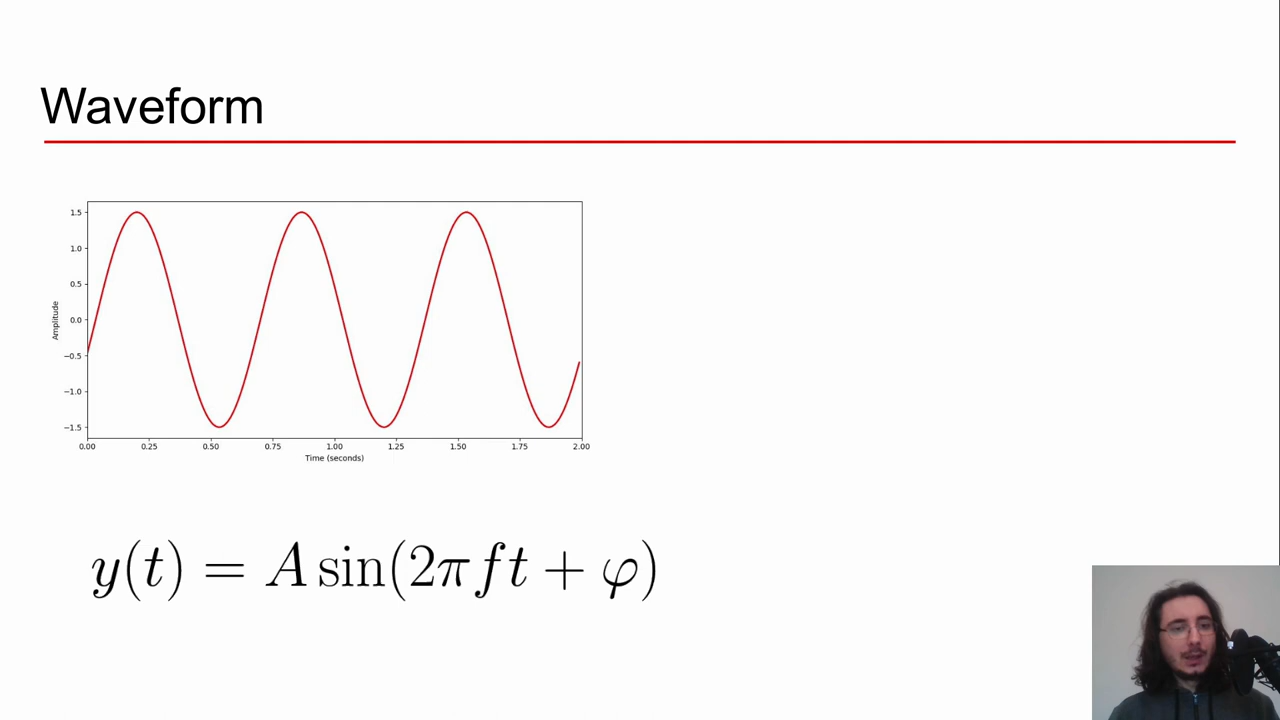 Waveform
1.5
1.0
0.5
0.0
−0.5
−1.0
−1.5
Amplitude
0.00 0.25 0.50 0.75 1.00 1.25 1.50 1.75 2.00
Time (seconds)
y(t) = A sin(2πft + φ)